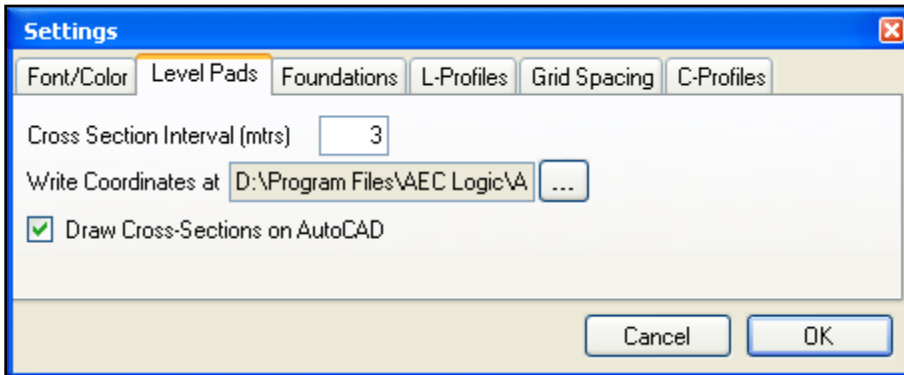 Settings
Font/Color Level Pads Foundations L-Profiles Grid Spacing C-Profiles
Cross Section Interval (mtrs) 3
Write Coordinates at D:\Program Files\AEC Logic\A ...
Draw Cross-Sections on AutoCAD
Cancel OK